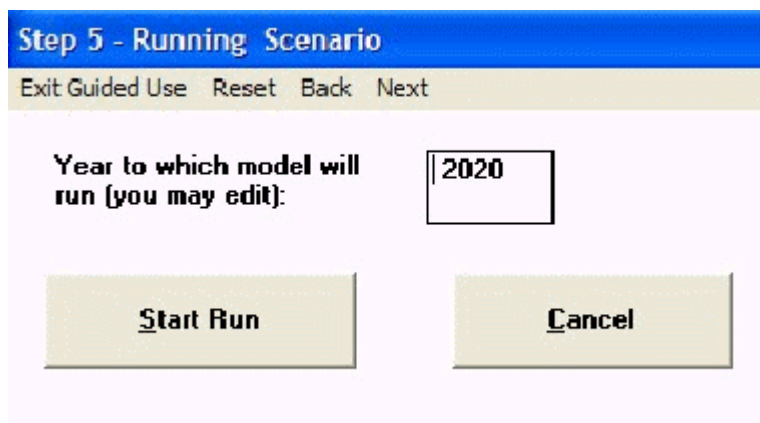 Step 5 - Running Scenario
Exit Guided Use Reset Back Next
Year to which model will
run (you may edit):
2020
Start Run
Cancel